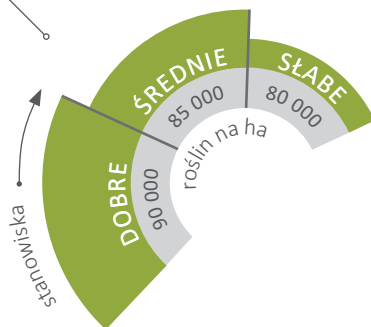 stanowiska
DOBRE
ŚREDNIE
SŁABE
90 000
85 000
80 000
roślin na ha